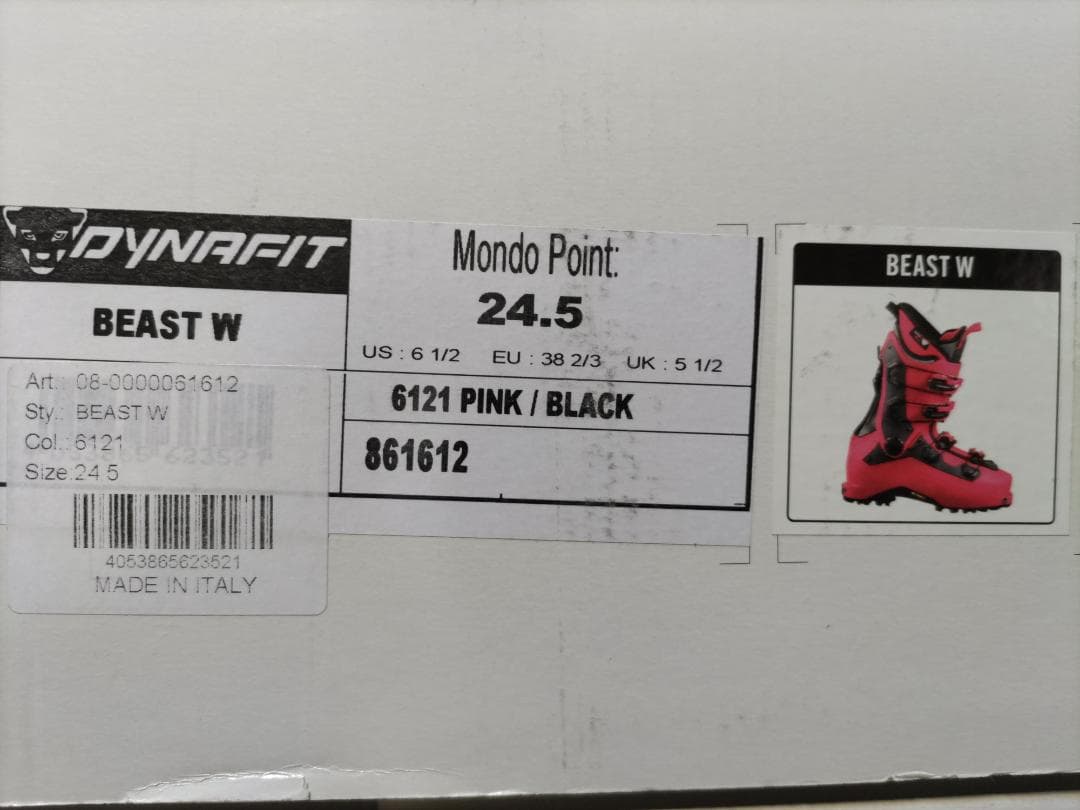 DYNAFIT
BEAST W
Mondo Point:
24.5
US : 6 1/2 EU : 38 2/3 UK : 5 1/2
6121 PINK / BLACK
861612
Art.: 08-0000061612
Sty.: BEAST W
Col.: 6121
Size: 24.5
4053865623521
MADE IN ITALY
BEAST W